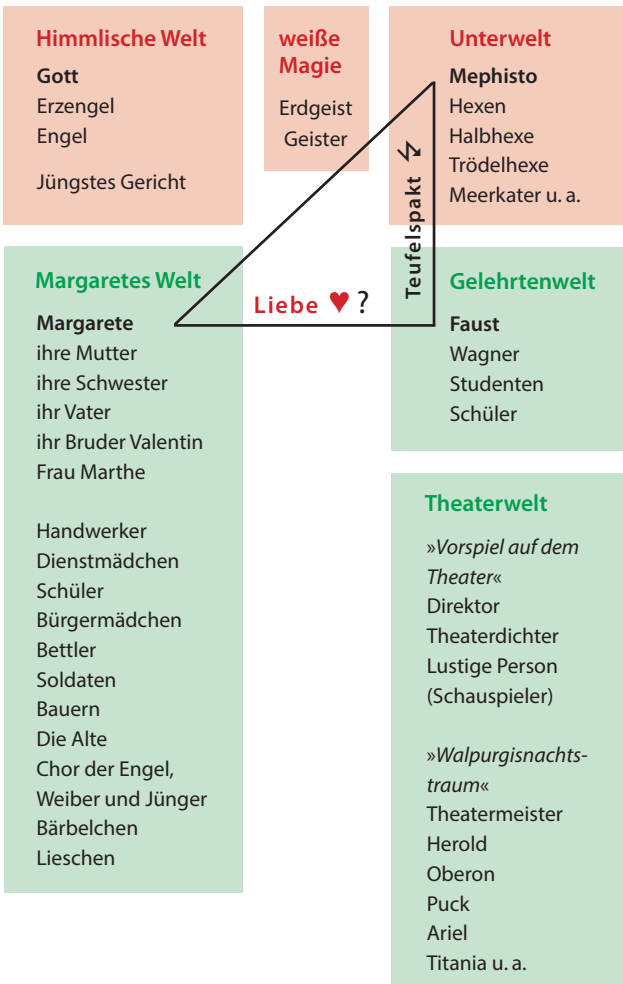 Himmlische Welt
Gott
Erzengel
Engel
Jüngstes Gericht
weiße
Magie
Erdgeist
Geister
Unterwelt
Mephisto
Hexen
Halbhexe
Trödelhexe
Meerkater u. a.
Teufelspakt
Liebe ♥ ?
Margaretes Welt
Margarete
ihre Mutter
ihre Schwester
ihr Vater
ihr Bruder Valentin
Frau Marthe
Handwerker
Dienstmädchen
Schüler
Bürgermädchen
Bettler
Soldaten
Bauern
Die Alte
Chor der Engel,
Weiber und Jünger
Bärbelchen
Lieschen
Gelehrtenwelt
Faust
Wagner
Studenten
Schüler
Theaterwelt
»Vorspiel auf dem
Theater«
Direktor
Theaterdichter
Lustige Person
(Schauspieler)
»Walpurgisnachts-
traum«
Theatermeister
Herold
Oberon
Puck
Ariel
Titania u. a.